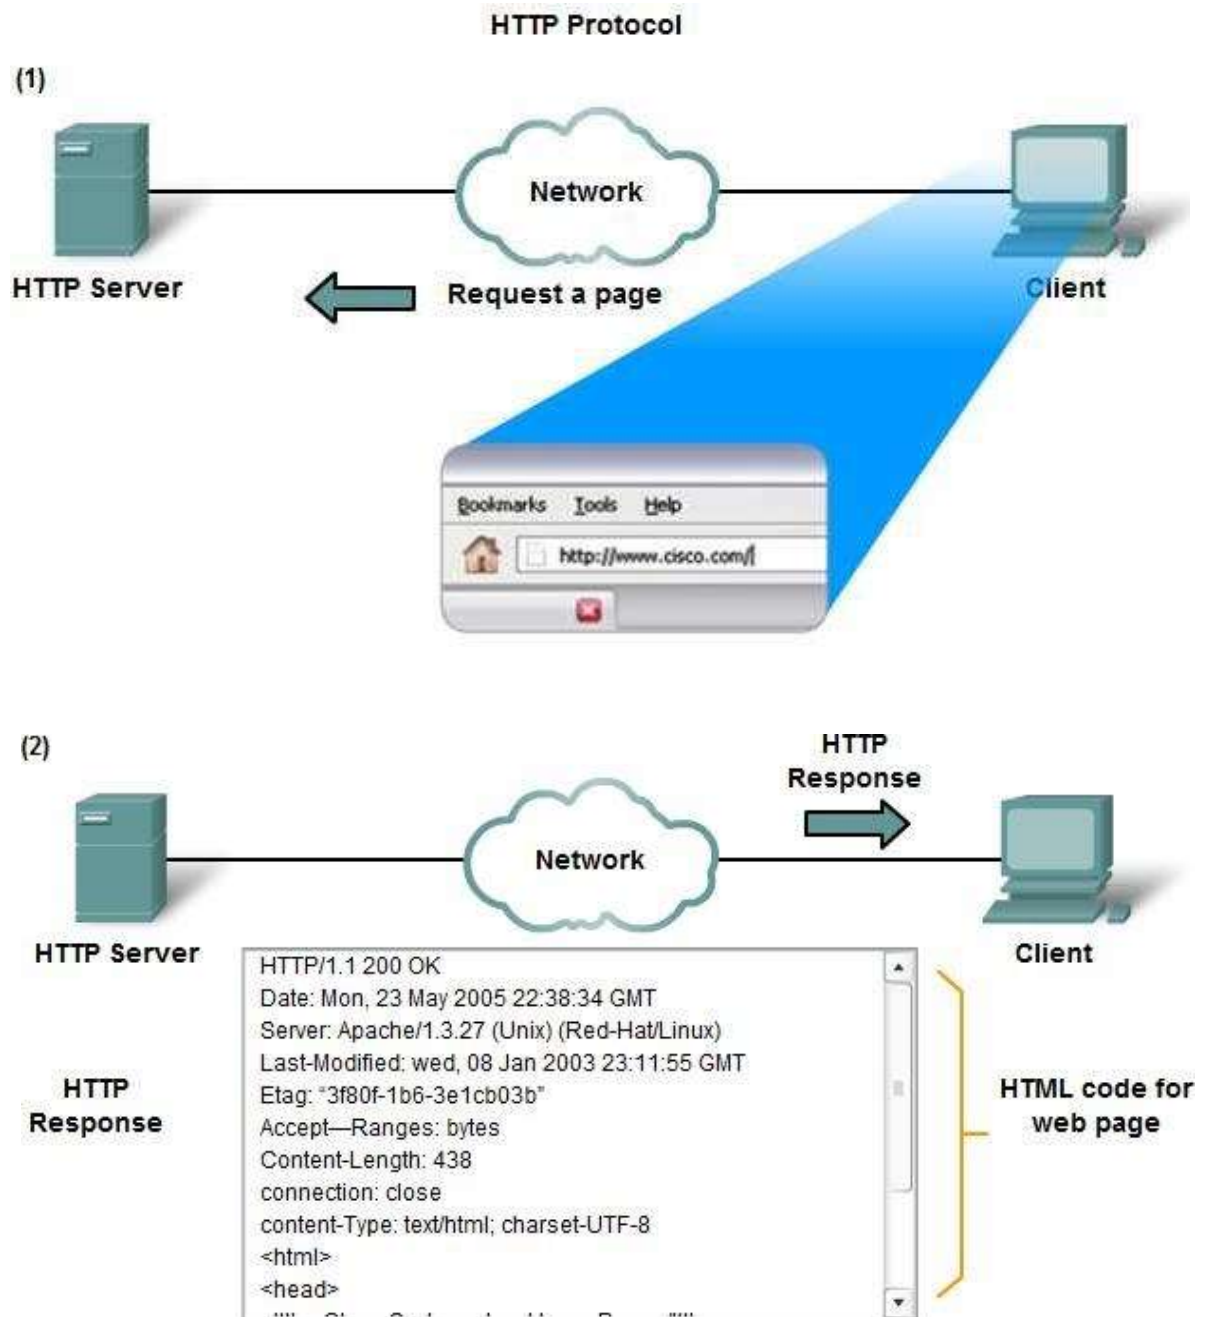 HTTP Protocol
(1)
Network
HTTP Server
Request a page
Client
Bookmarks Tools Help
http://www.cisco.com/
(2)
HTTP
Response
Network
HTTP Server
Client
HTTP/1.1 200 OK
Date: Mon, 23 May 2005 22:38:34 GMT
Server: Apache/1.3.27 (Unix) (Red-Hat/Linux)
Last-Modified: wed, 08 Jan 2003 23:11:55 GMT
Etag: “3f80f-1b6-3e1cb03b”
Accept—Ranges: bytes
Content-Length: 438
connection: close
content-Type: text/html; charset-UTF-8
<html>
<head>
HTTP
Response
HTML code for
web page